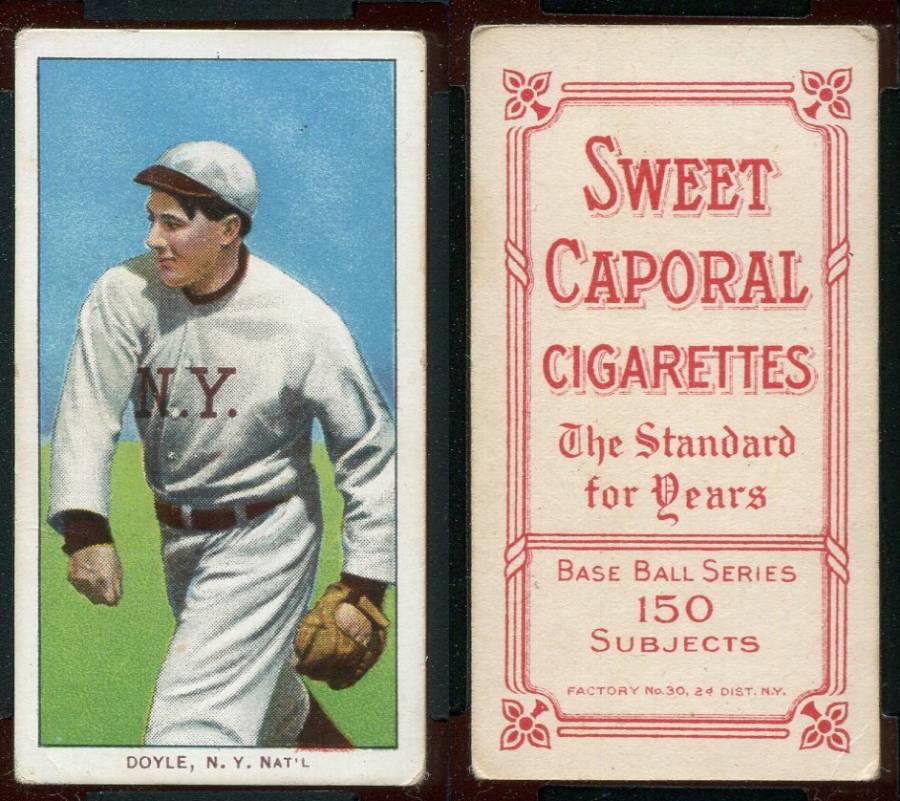 N.Y.
DOYLE, N. Y. NAT'L
SWEET
CAPORAL
CIGARETTES
The Standard
for Years
BASE BALL SERIES
150
SUBJECTS
FACTORY No. 30, 2d DIST. N.Y.